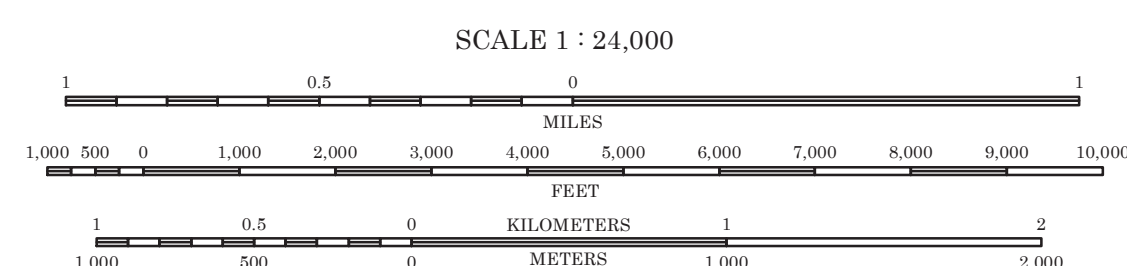 SCALE 1 : 24,000
1 0.5 0 1
MILES
1,000 500 0 1,000 2,000 3,000 4,000 5,000 6,000 7,000 8,000 9,000 10,000
FEET
1 0.5 0 KILOMETERS 1 2
1,000 500 0 METERS 1,000 2,000